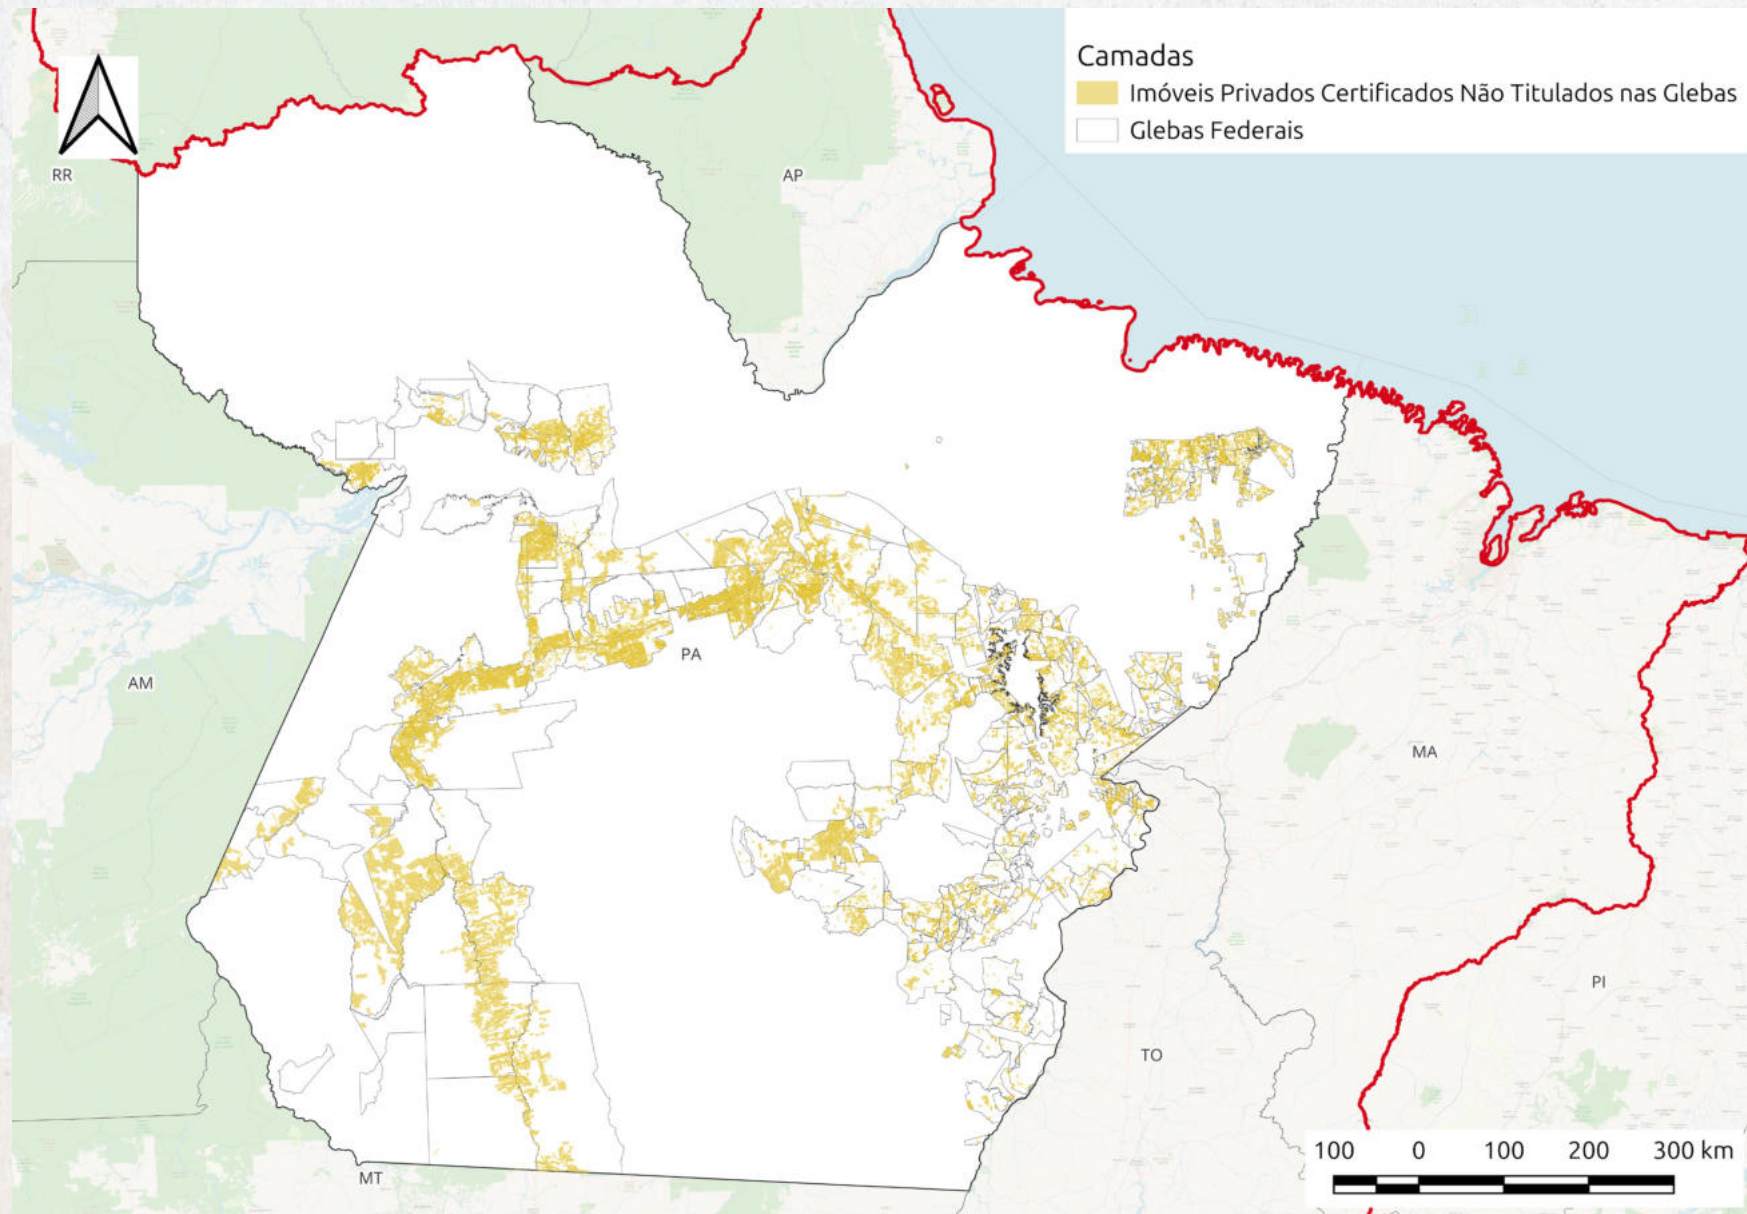 Camadas
Imóveis Privados Certificados Não Titulados nas Glebas
Glebas Federais
RR
AP
PA
AM
MA
PI
TO
MT
100 0 100 200 300 km